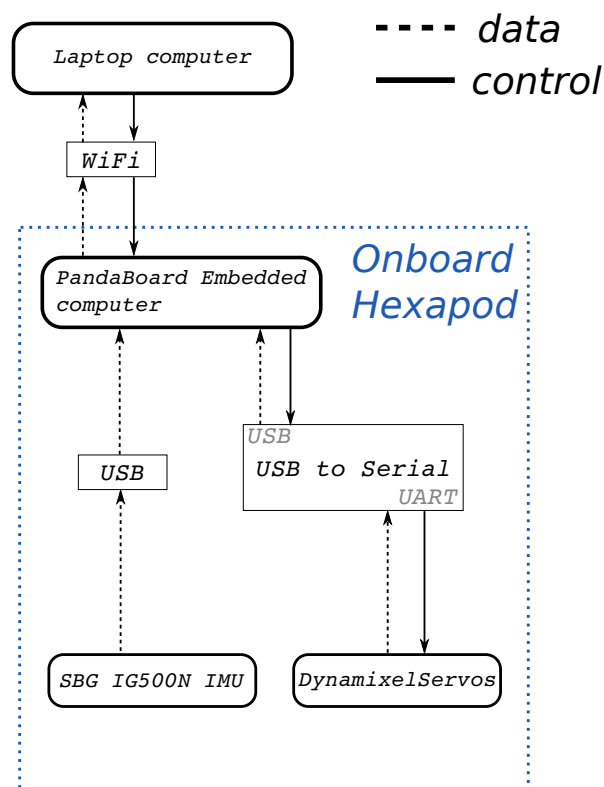 data
control
Laptop computer
WiFi
Onboard
Hexapod
PandaBoard Embedded
computer
USB
USB to Serial
UART
USB
SBG IG500N IMU
DynamixelServos